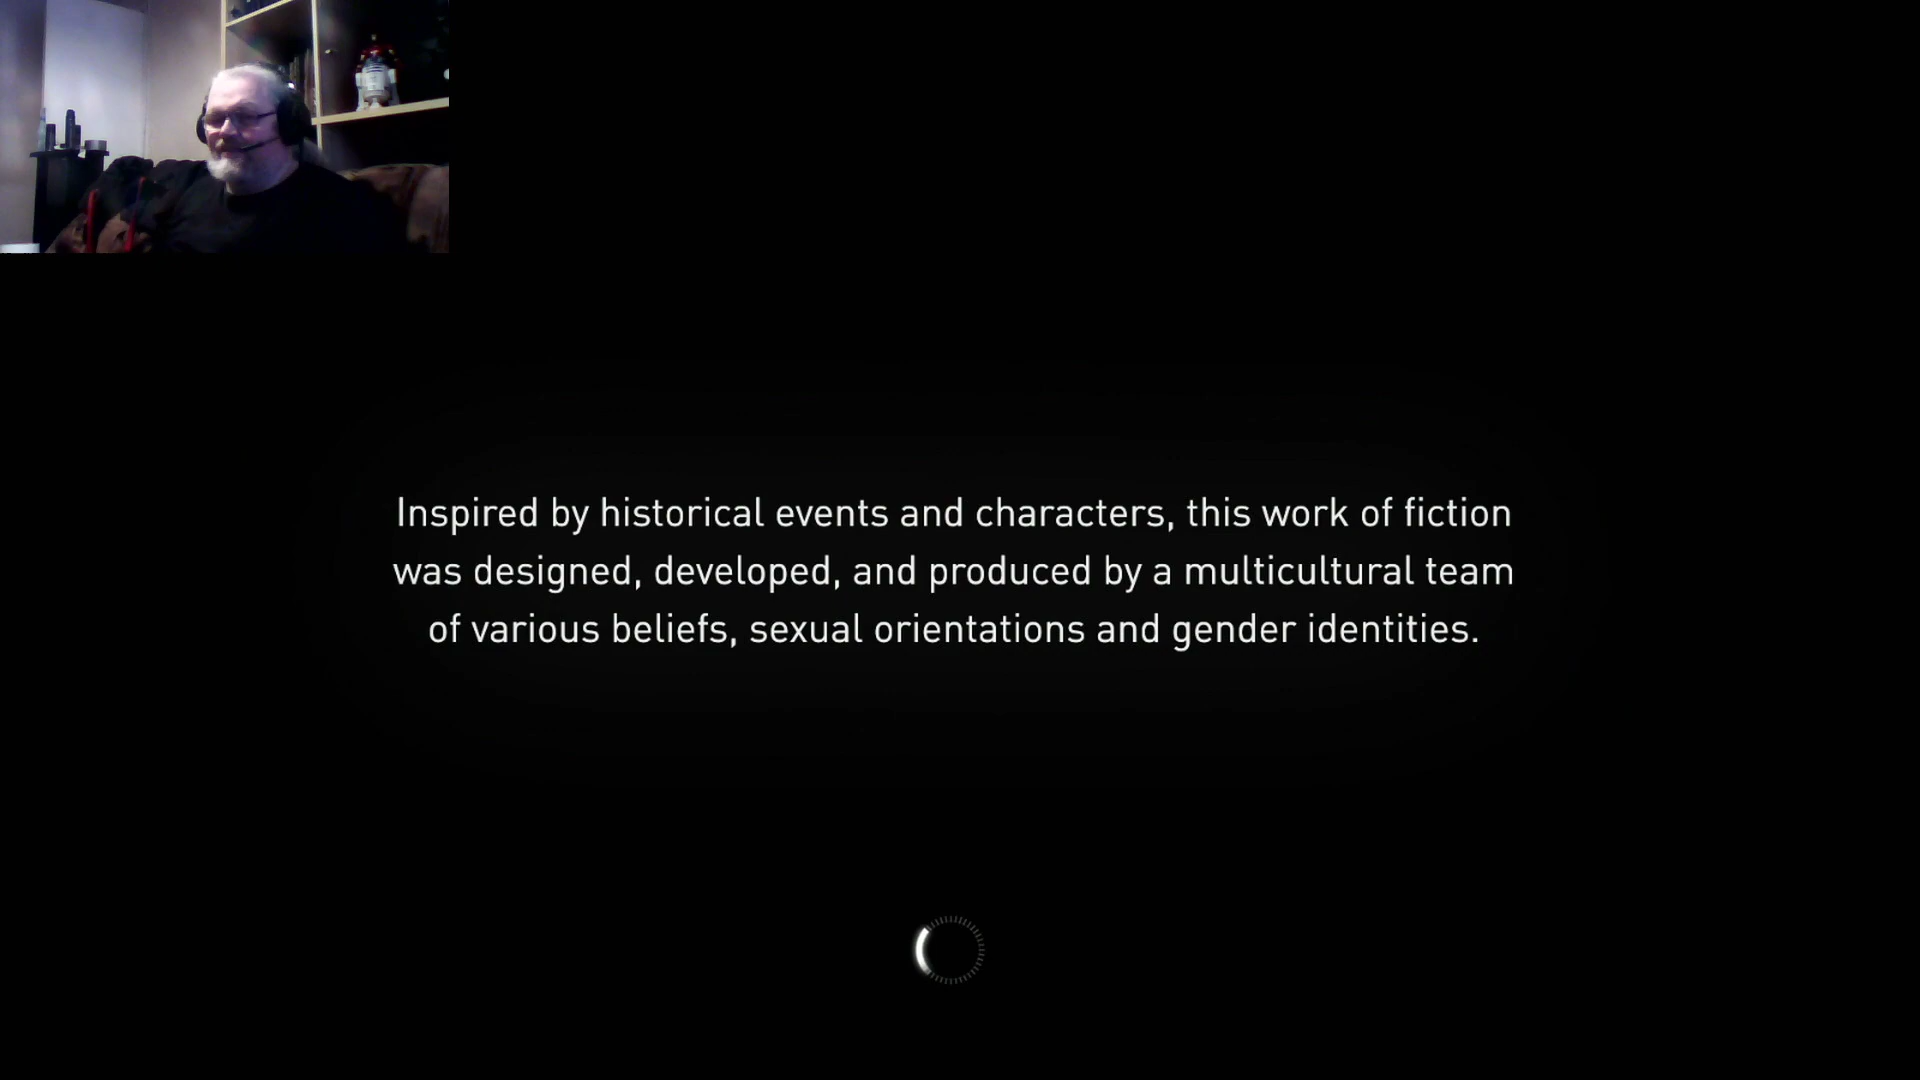 Inspired by historical events and characters, this work of fiction
was designed, developed, and produced by a multicultural team
of various beliefs, sexual orientations and gender identities.